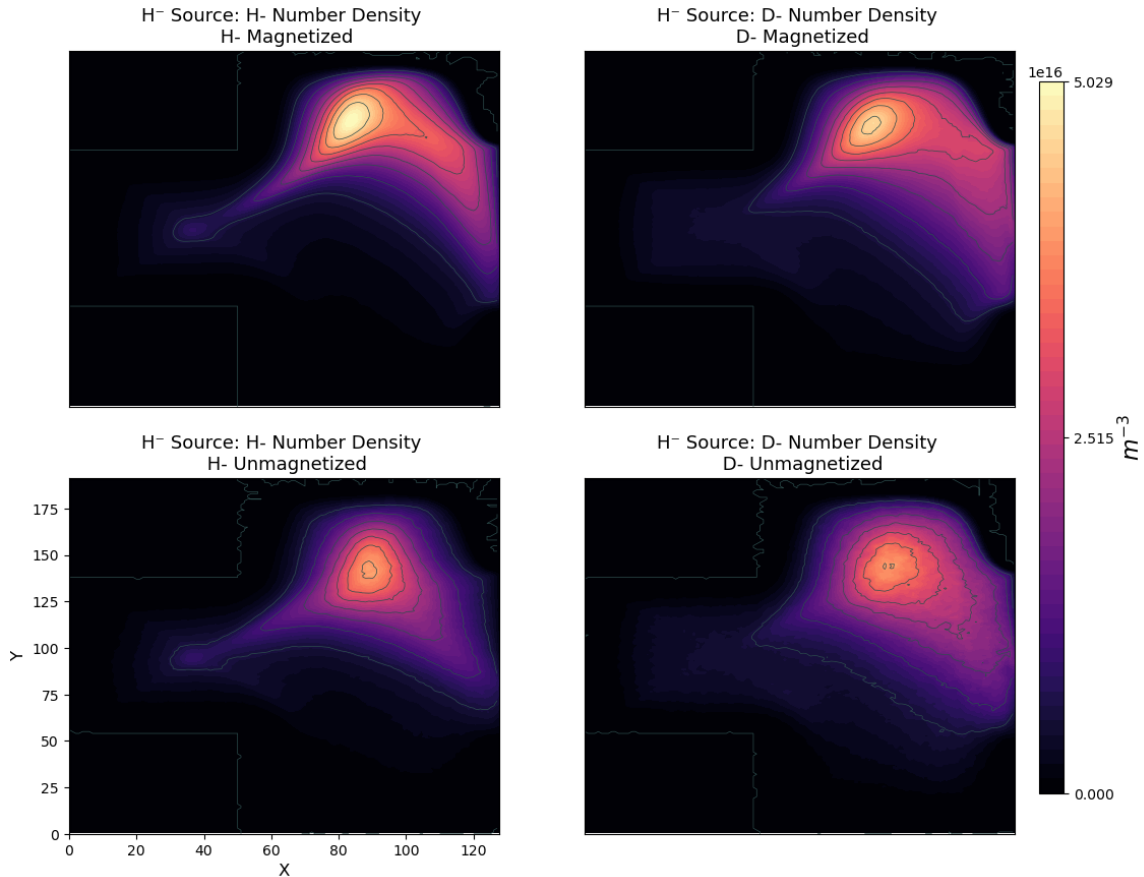 H⁻ Source: H- Number Density
H- Magnetized
H⁻ Source: D- Number Density
D- Magnetized
1e16
5.029
2.515
0.000
m⁻³
H⁻ Source: H- Number Density
H- Unmagnetized
H⁻ Source: D- Number Density
D- Unmagnetized
175
150
125
100
75
50
25
0
Y
0 20 40 60 80 100 120
X